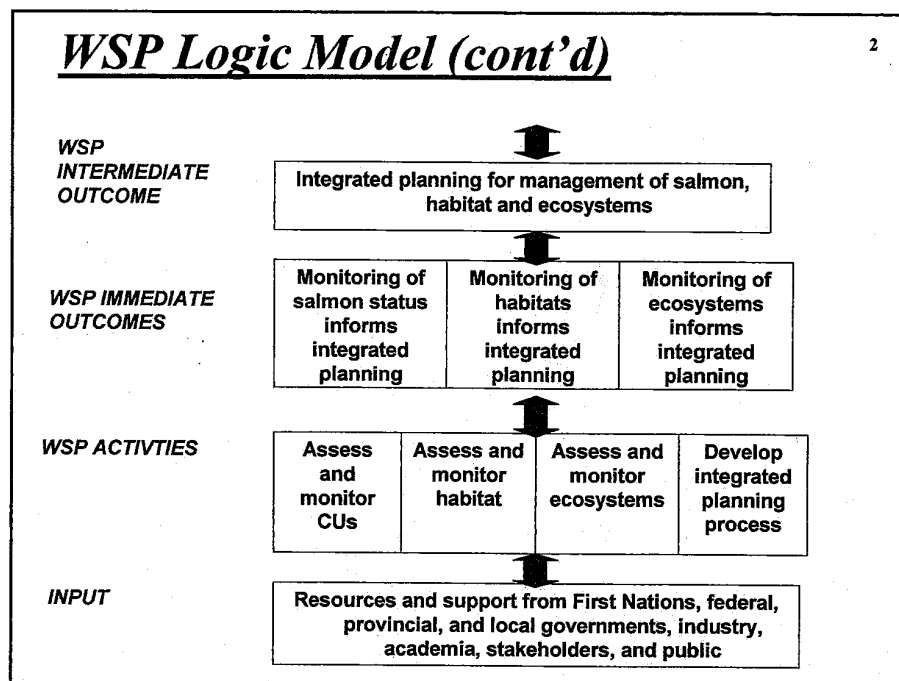 WSP Logic Model (cont'd)
2
WSP
INTERMEDIATE
OUTCOME
Integrated planning for management of salmon,
habitat and ecosystems
WSP IMMEDIATE
OUTCOMES
Monitoring of
salmon status
informs
integrated
planning
Monitoring of
habitats
informs
integrated
planning
Monitoring of
ecosystems
informs
integrated
planning
WSP ACTIVTIES
Assess
and
monitor
CUs
Assess and
monitor
habitat
Assess and
monitor
ecosystems
Develop
integrated
planning
process
INPUT
Resources and support from First Nations, federal,
provincial, and local governments, industry,
academia, stakeholders, and public